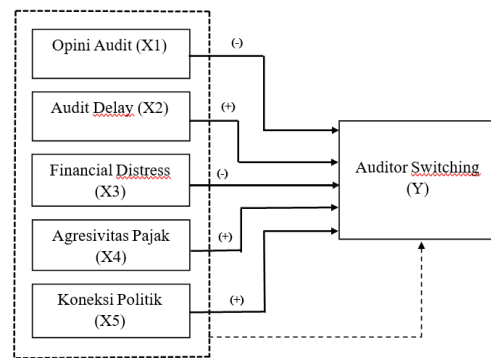 Opini Audit (X1)
(-)
Audit Delay (X2)
(+)
Financial Distress
(X3)
(-)
Agresivitas Pajak
(X4)
(+)
Koneksi Politik
(X5)
(+)
Auditor Switching
(Y)